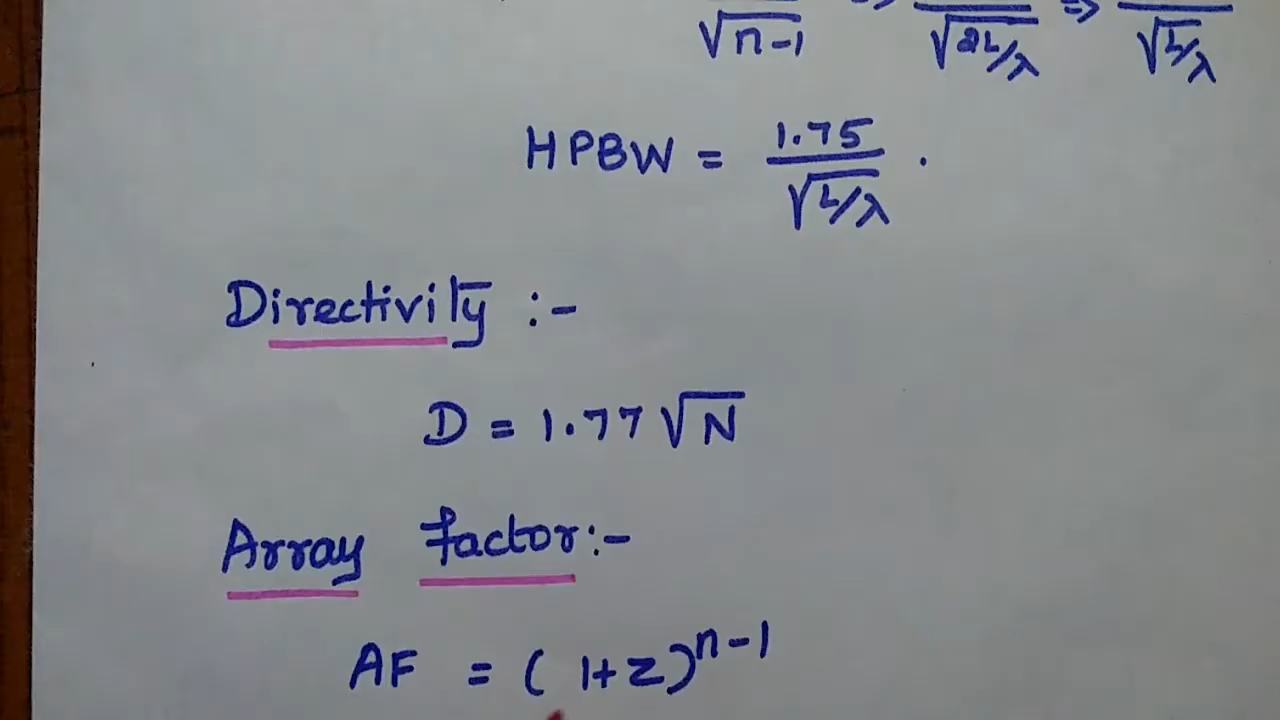 √n-1 ⇒ √2L/λ ⇒ √L/λ
HPBW = 1.75/√L/λ .
Directivity :-
D = 1.77 √N
Array factor:-
AF = ( 1+z)^n-1